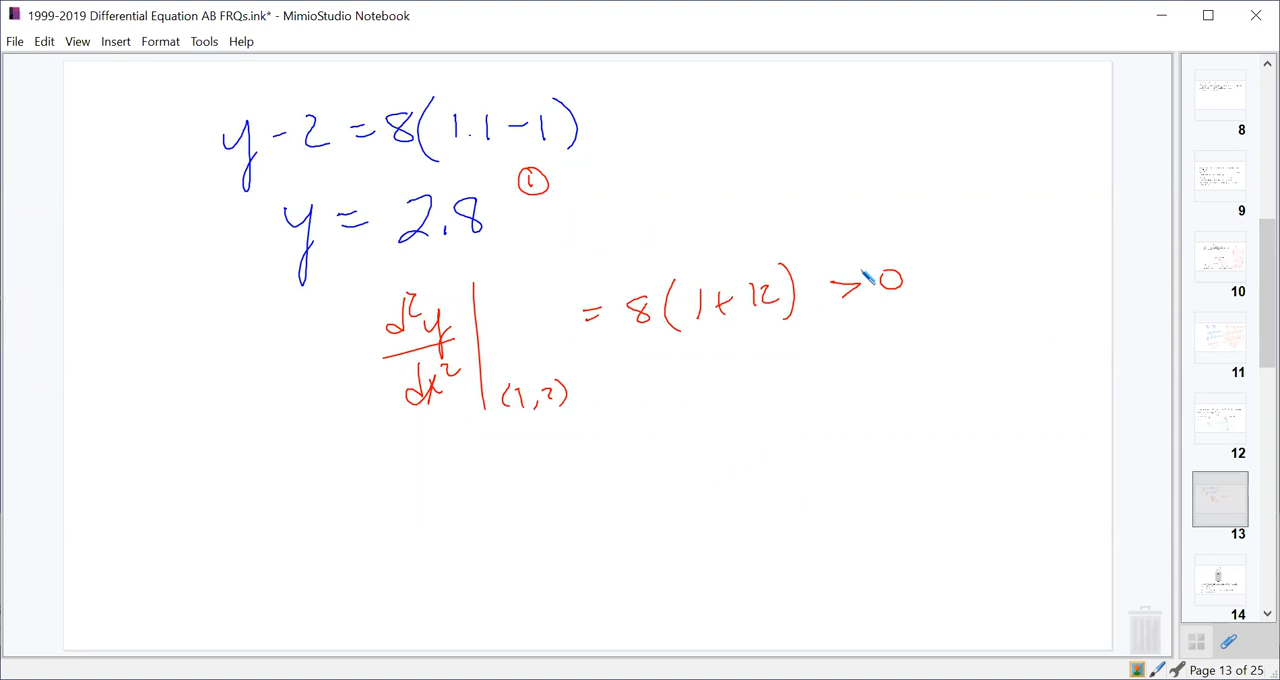 1999-2019 Differential Equation AB FRQs.ink* - MimioStudio Notebook
File Edit View Insert Format Tools Help
y - 2 = 8(1.1 - 1)
①
y = 2.8
d²y/dx² | (1,2) = 8(1 + 12) > 0
8
9
10
11
12
13
14
Page 13 of 25